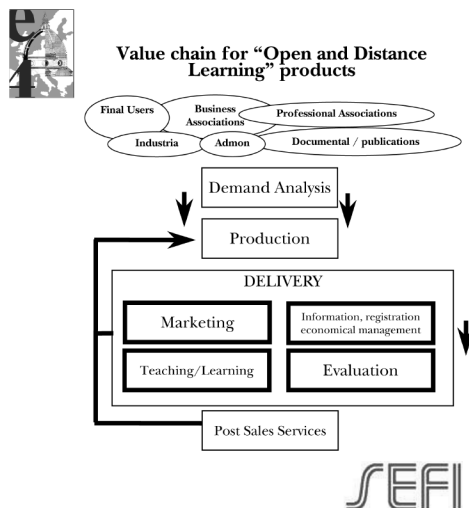 Value chain for “Open and Distance
Learning” products
Final Users
Business
Associations
Professional Associations
Industria
Admon
Documental / publications
Demand Analysis
Production
DELIVERY
Marketing
Information, registration
economical management
Teaching/Learning
Evaluation
Post Sales Services
SEFI